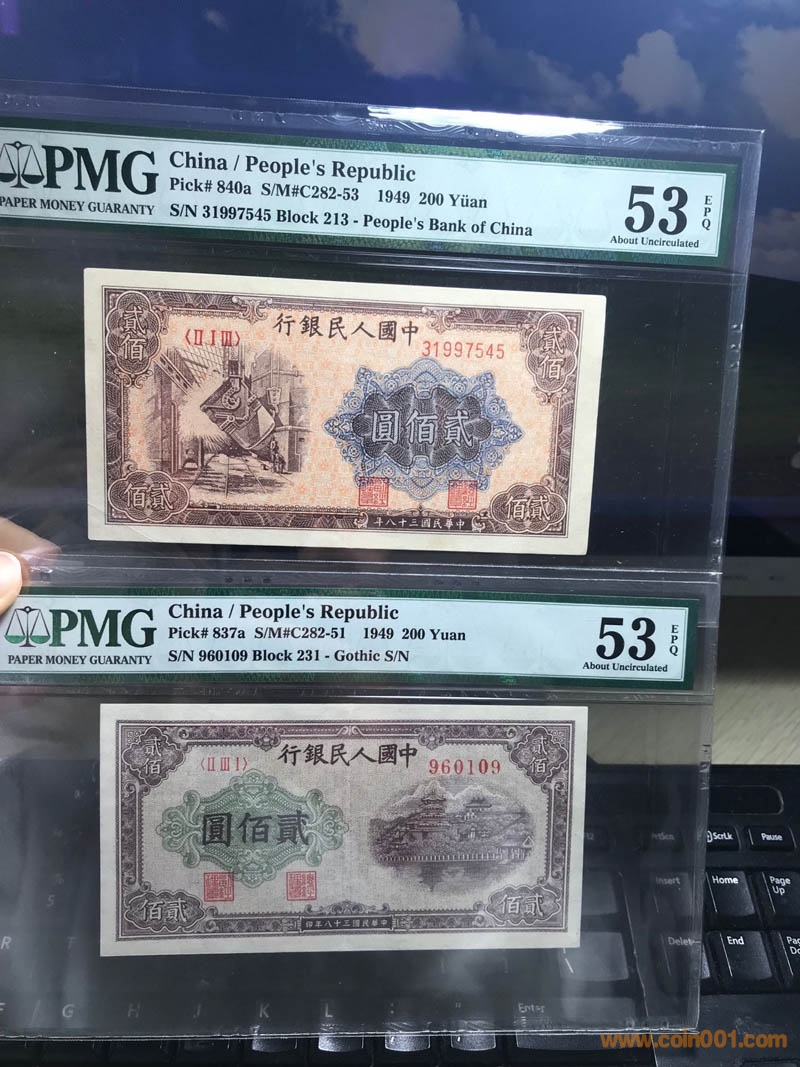 PMG
PAPER MONEY GUARANTY
China / People's Republic
Pick# 840a S/M#C282-53 1949 200 Yüan
S/N 31997545 Block 213 - People's Bank of China
53
About Uncirculated
EPQ
中國人民銀行
貳佰
貳佰
〈II I III〉
31997545
貳佰圓
貳佰
貳佰
中華民國三十八年
PMG
PAPER MONEY GUARANTY
China / People's Republic
Pick# 837a S/M#C282-51 1949 200 Yuan
S/N 960109 Block 231 - Gothic S/N
53
About Uncirculated
EPQ
中國人民銀行
貳佰
貳佰
〈II III I〉
960109
貳佰圓
貳佰
貳佰
中華民國三十八年印
ScrLk
Pause
Insert
Home
Page
Up
Delete
End
R
F
G
H
J
K
L
Enter
www.coin001.com